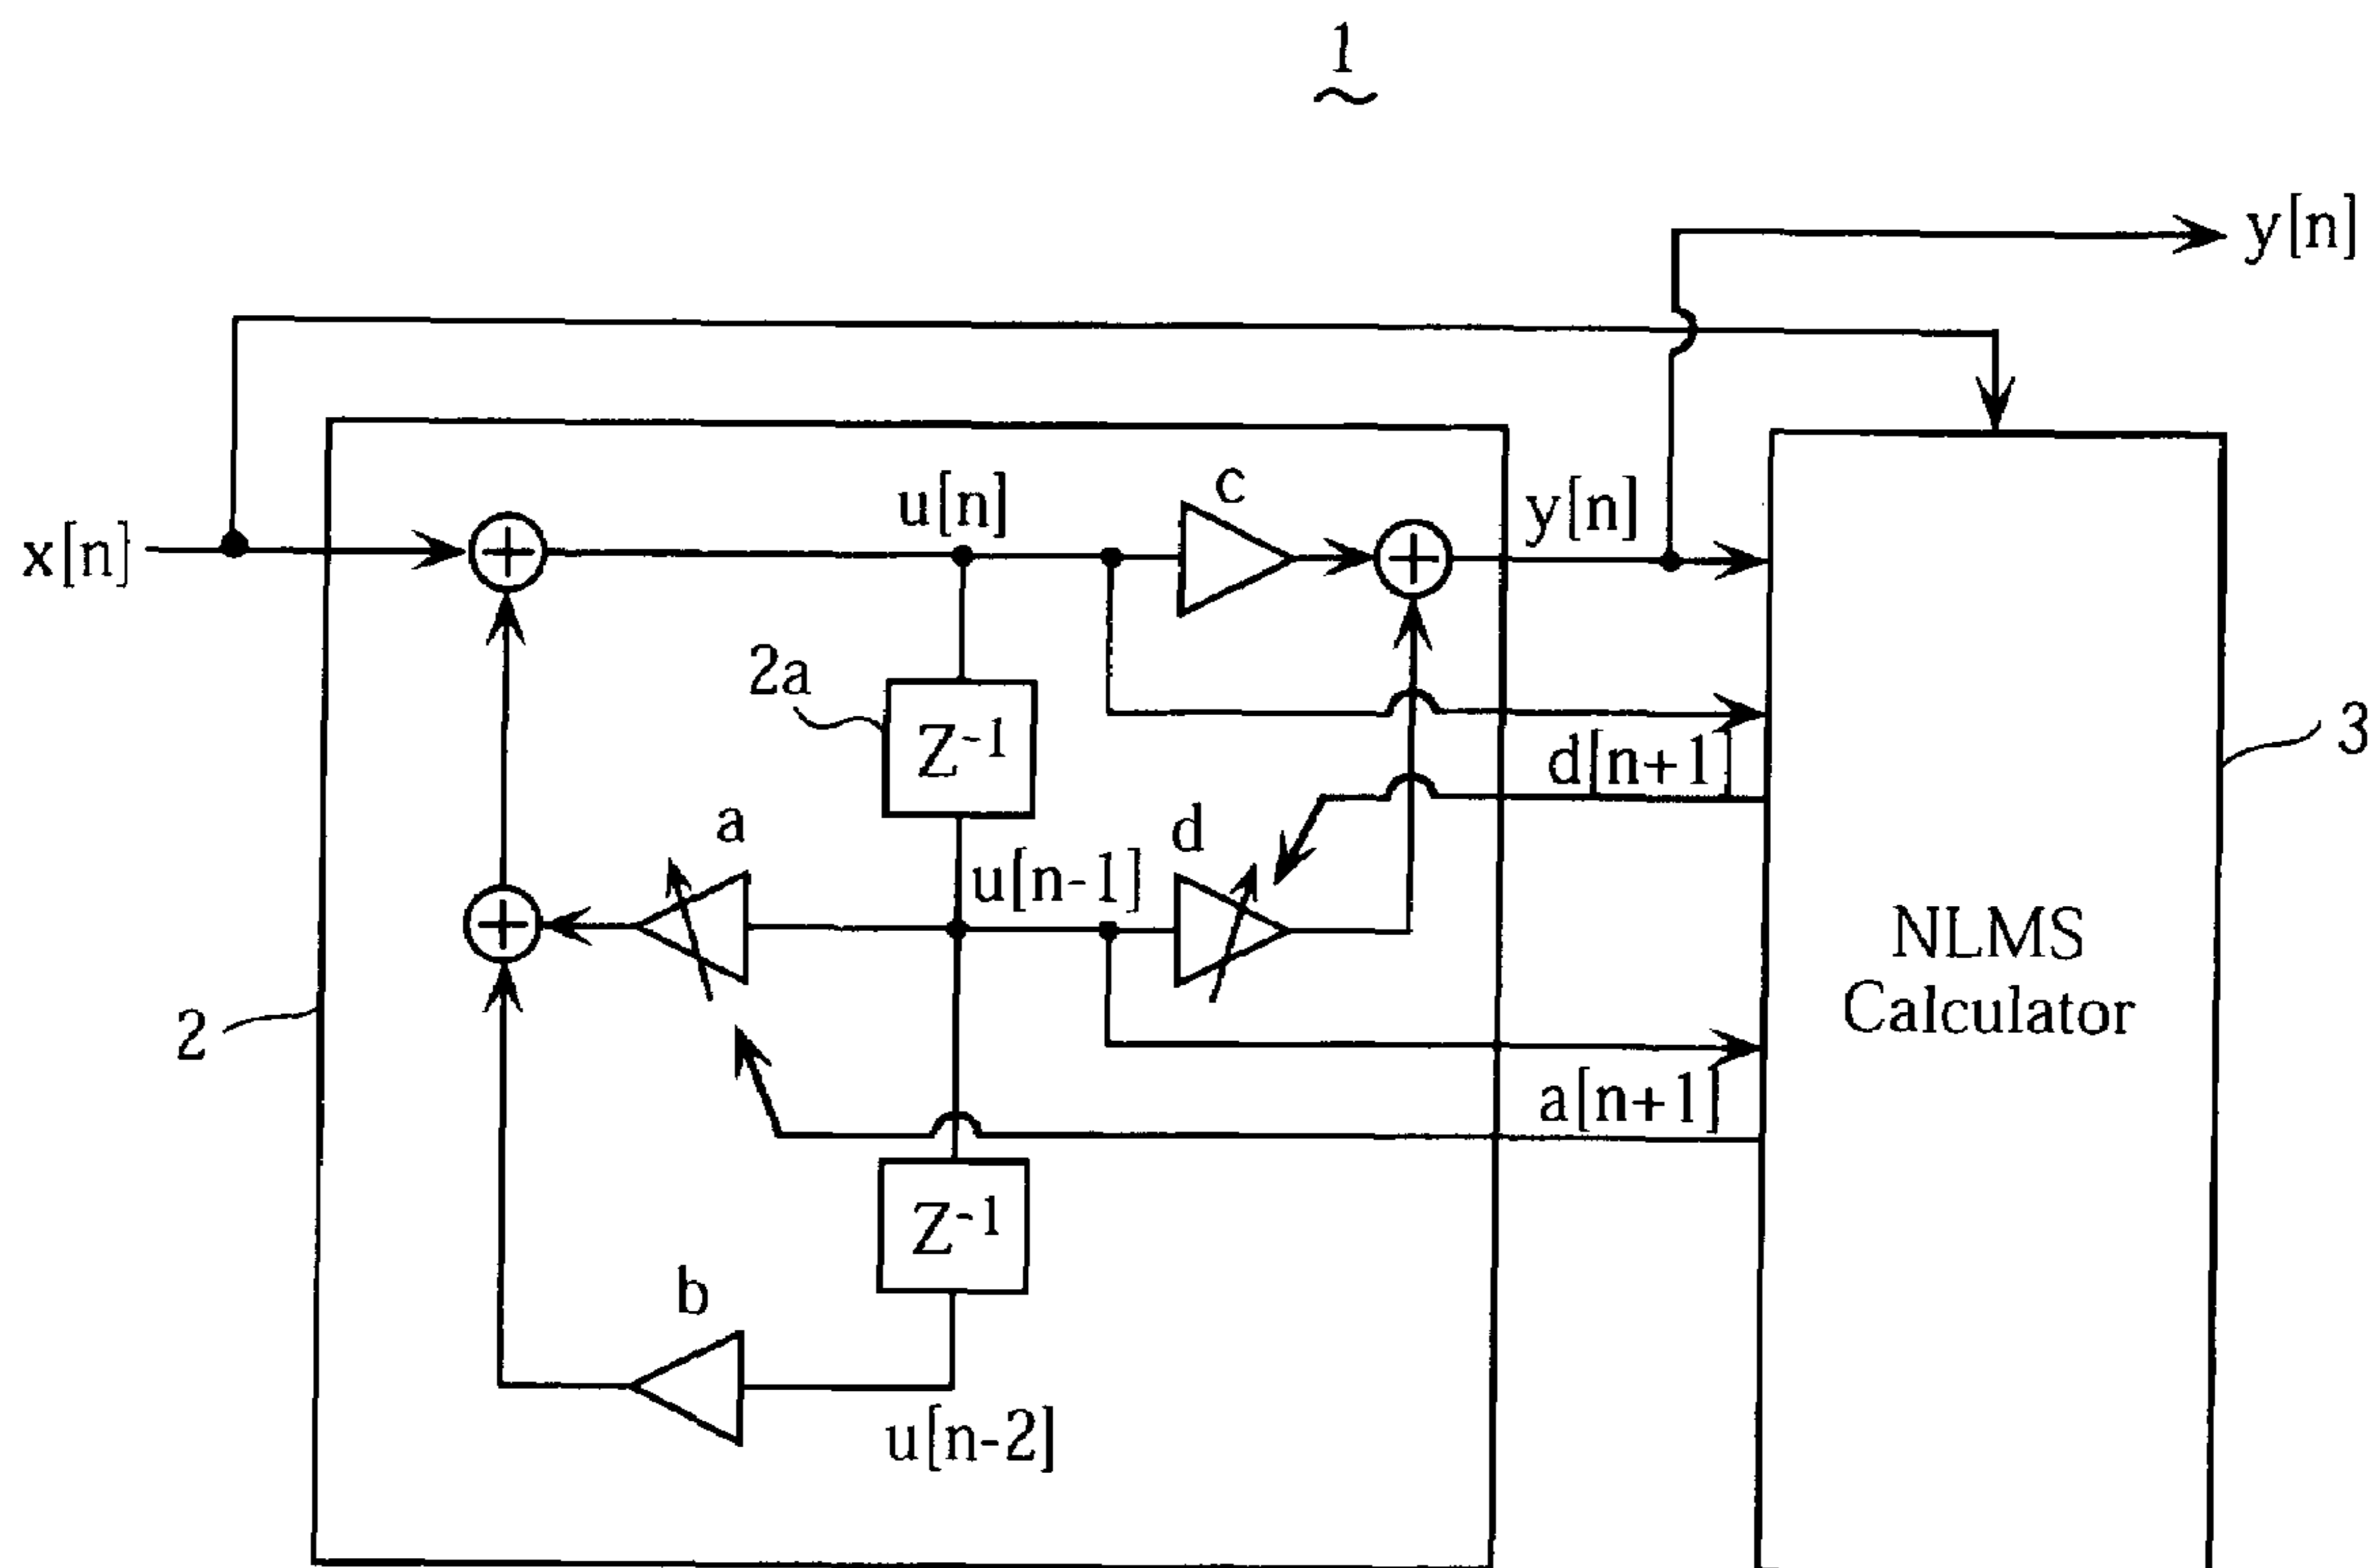 1
y[n]
x[n]
u[n]
c
y[n]
2a
Z-1
d[n+1]
3
a
u[n-1]
d
NLMS
Calculator
2
a[n+1]
Z-1
b
u[n-2]